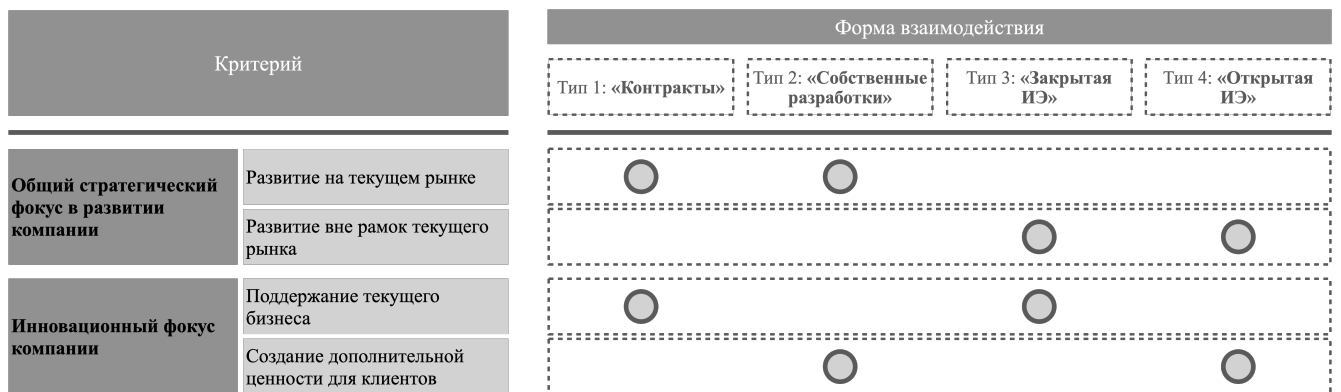 Критерий
Форма взаимодействия
Тип 1: «Контракты»
Тип 2: «Собственные
разработки»
Тип 3: «Закрытая
ИЭ»
Тип 4: «Открытая
ИЭ»
Общий стратегический
фокус в развитии
компании
Развитие на текущем рынке
Развитие вне рамок текущего
рынка
Инновационный фокус
компании
Поддержание текущего
бизнеса
Создание дополнительной
ценности для клиентов